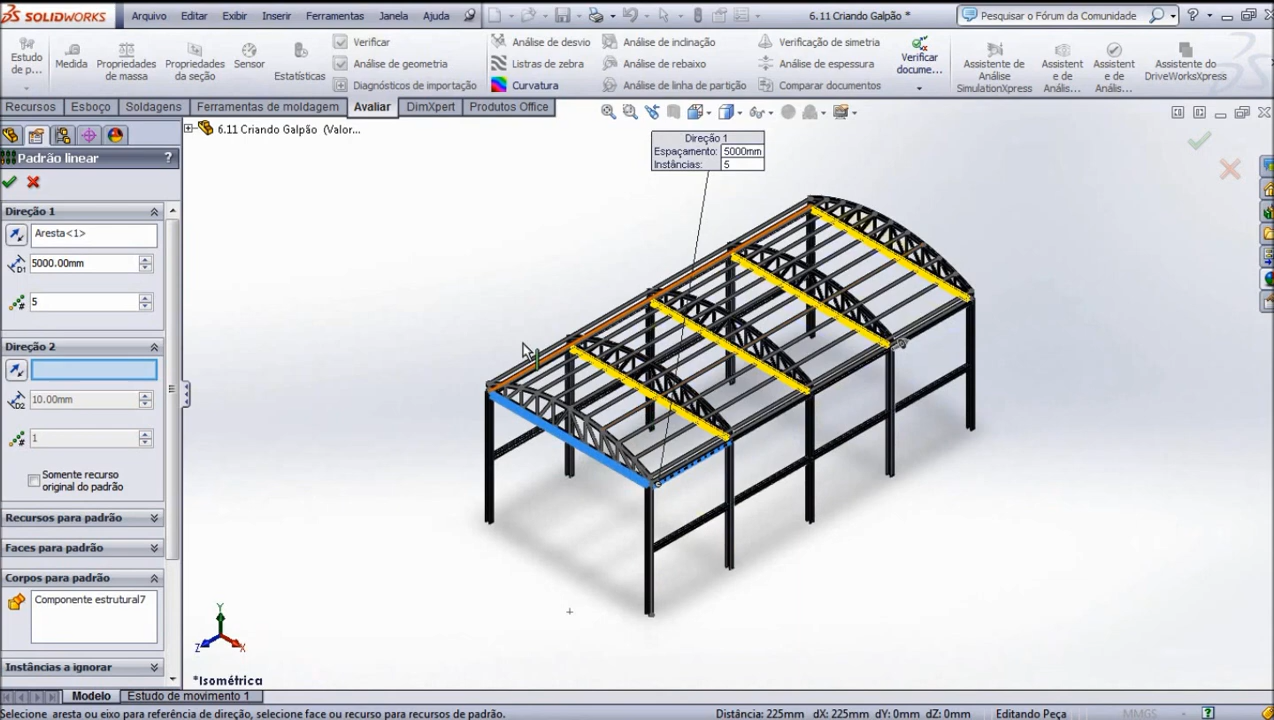 SOLIDWORKS Arquivo Editar Exibir Inserir Ferramentas Janela Ajuda 6.11 Criando Galpão * Pesquisar o Fórum da Comunidade
Estudo de p...
Medida
Propriedades de massa
Propriedades da seção
Sensor
Estatísticas
Verificar
Análise de geometria
Diagnósticos de importação
Análise de desvio
Listras de zebra
Curvatura
Análise de inclinação
Análise de rebaixo
Análise de linha de partição
Verificação de simetria
Análise de espessura
Comparar documentos
Verificar docume...
Assistente de Análise SimulationXpress
Assistent e de Anális...
Assistent e de Anális...
Assistente do DriveWorksXpress
Recursos Esboço Soldagens Ferramentas de moldagem Avaliar DimXpert Produtos Office
6.11 Criando Galpão (Valor...
Padrão linear ?
Direção 1
Aresta<1>
D1 5000.00mm
5
Direção 2
D2 10.00mm
1
Somente recurso
original do padrão
Recursos para padrão
Faces para padrão
Corpos para padrão
Componente estrutural7
Instâncias a ignorar
Direção 1
Espaçamento: 5000mm
Instâncias: 5
Y
Z X
*Isométrica
Modelo Estudo de movimento 1
Selecione aresta ou eixo para referência de direção, selecione face ou recurso para recursos de padrão. Distância: 225mm dX: 225mm dY: 0mm dZ: 0mm Editando Peça MMGS ?